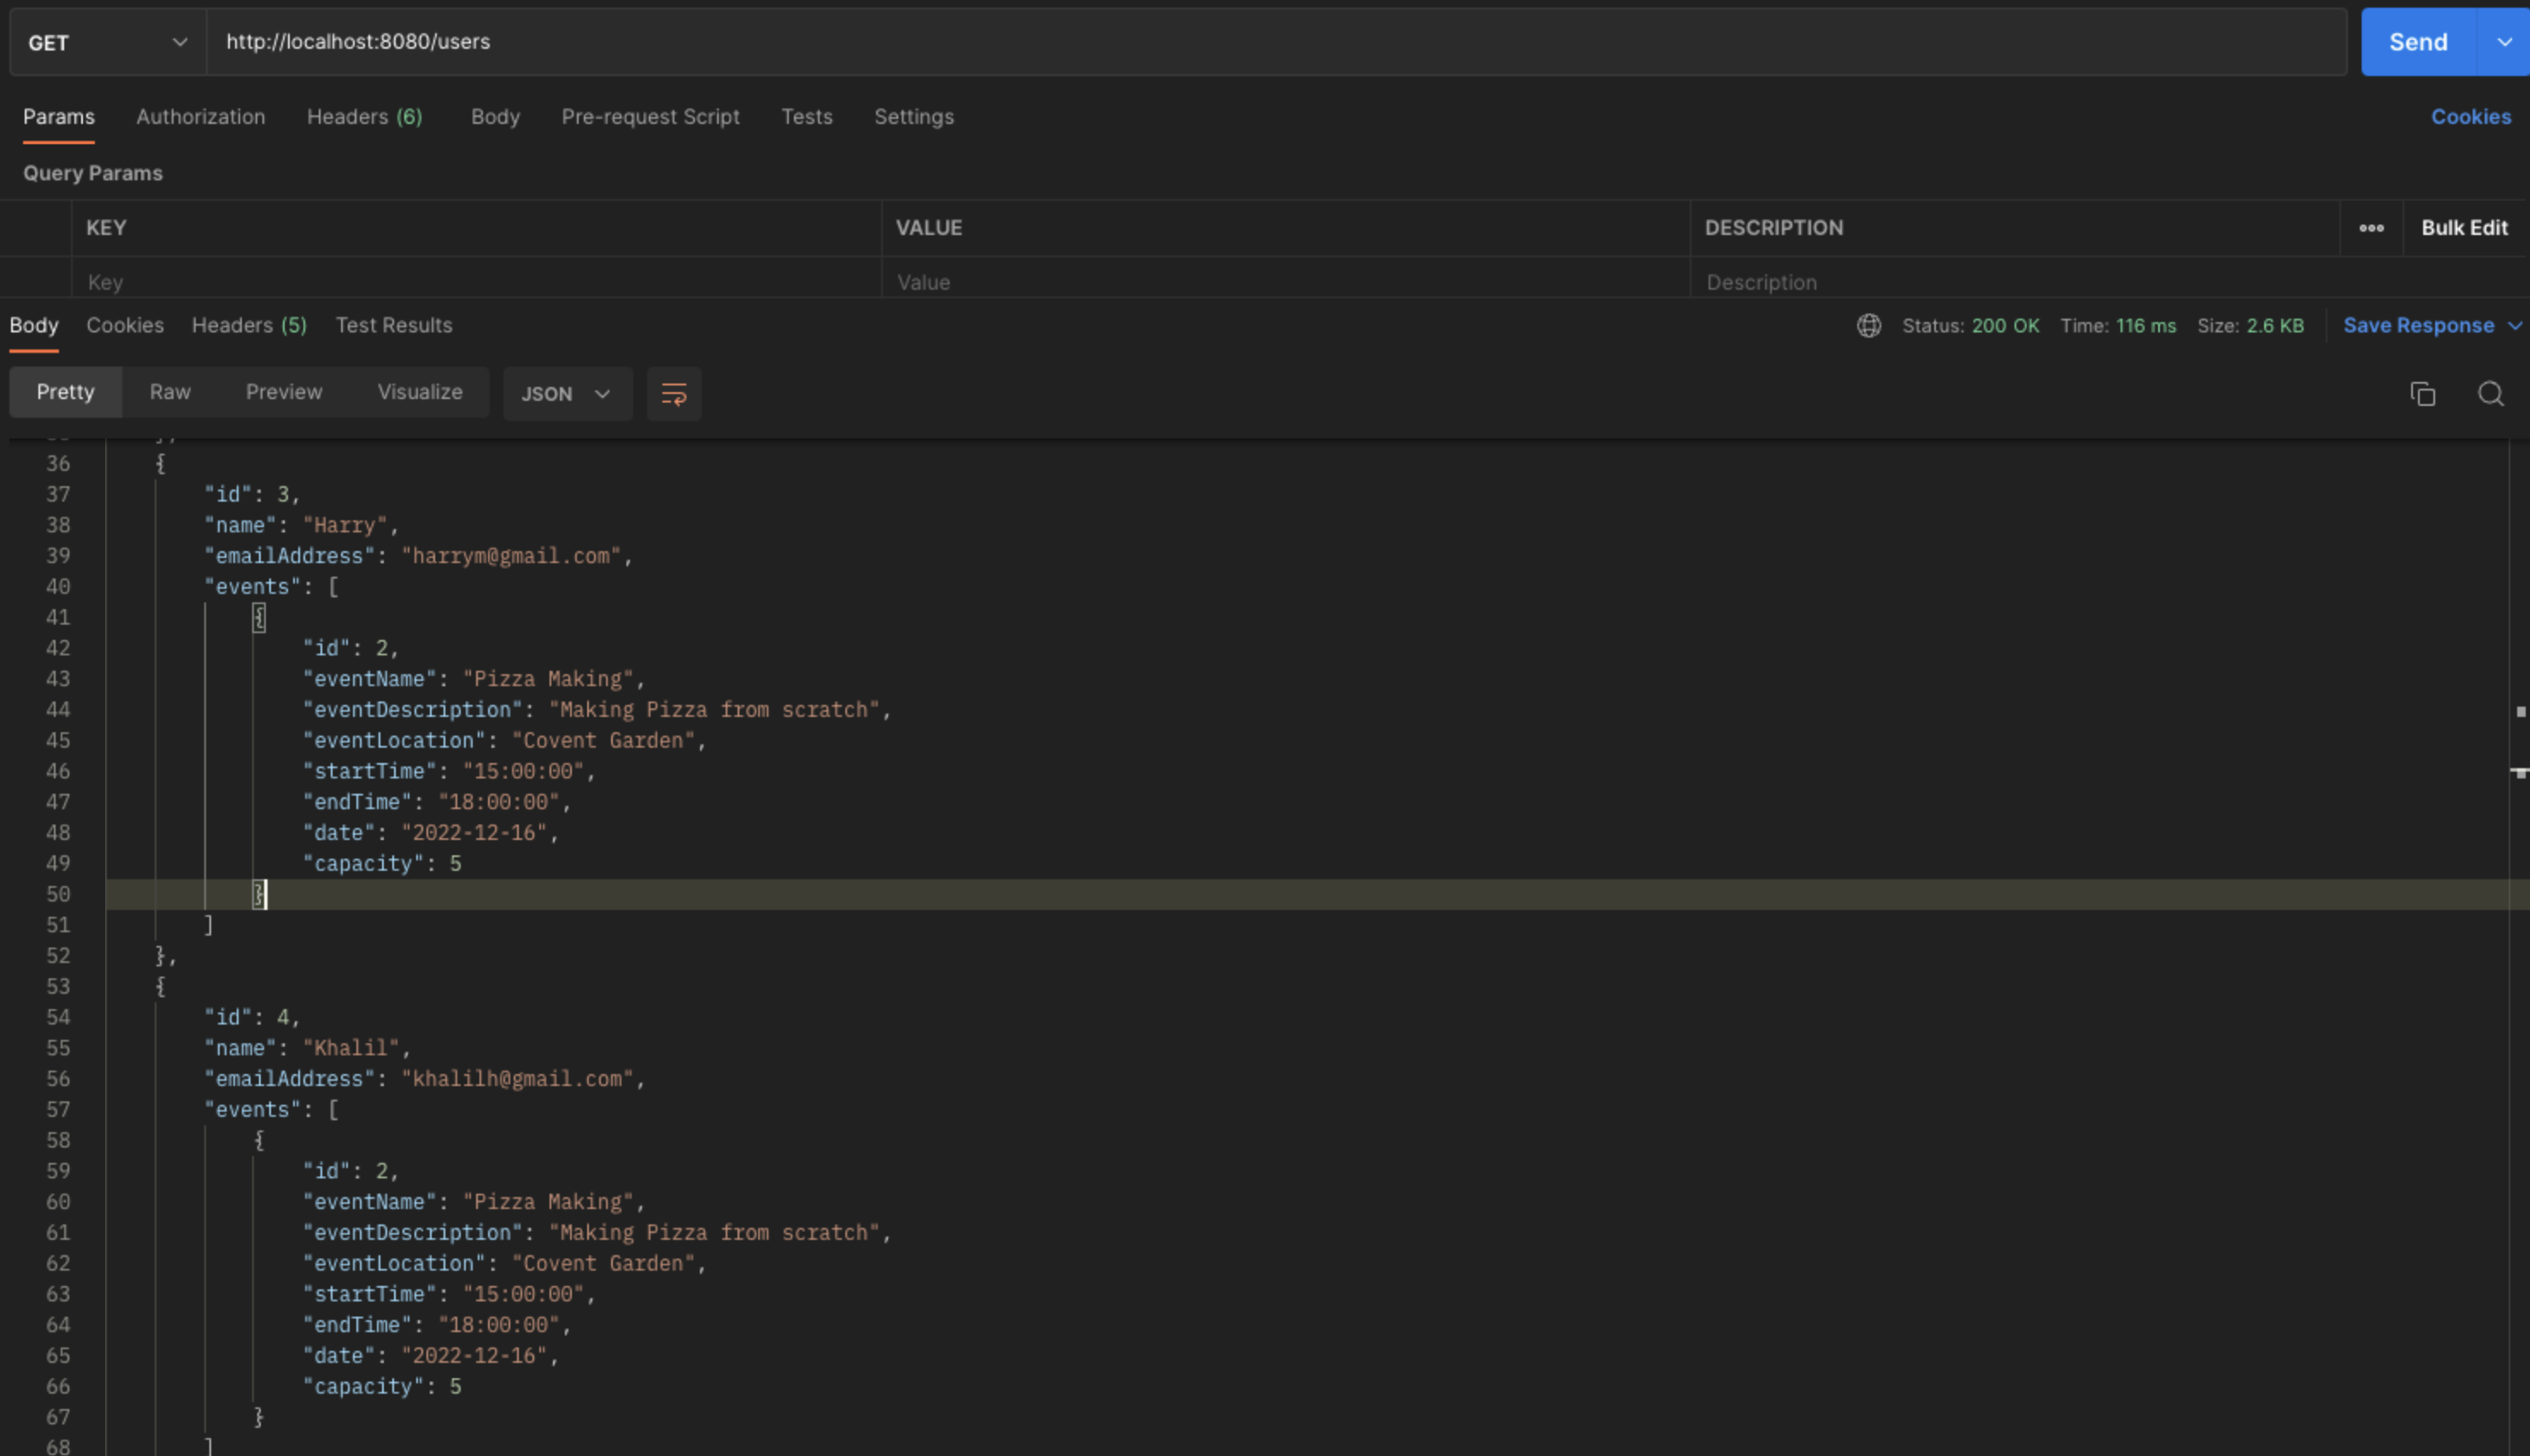 GET http://localhost:8080/users Send
Params Authorization Headers (6) Body Pre-request Script Tests Settings Cookies
Query Params
KEY VALUE DESCRIPTION Bulk Edit
Key Value Description
Body Cookies Headers (5) Test Results Status: 200 OK Time: 116 ms Size: 2.6 KB Save Response
Pretty Raw Preview Visualize JSON
36 {
37 "id": 3,
38 "name": "Harry",
39 "emailAddress": "harrym@gmail.com",
40 "events": [
41 {
42 "id": 2,
43 "eventName": "Pizza Making",
44 "eventDescription": "Making Pizza from scratch",
45 "eventLocation": "Covent Garden",
46 "startTime": "15:00:00",
47 "endTime": "18:00:00",
48 "date": "2022-12-16",
49 "capacity": 5
50 }
51 ]
52 },
53 {
54 "id": 4,
55 "name": "Khalil",
56 "emailAddress": "khalilh@gmail.com",
57 "events": [
58 {
59 "id": 2,
60 "eventName": "Pizza Making",
61 "eventDescription": "Making Pizza from scratch",
62 "eventLocation": "Covent Garden",
63 "startTime": "15:00:00",
64 "endTime": "18:00:00",
65 "date": "2022-12-16",
66 "capacity": 5
67 }
68 ]